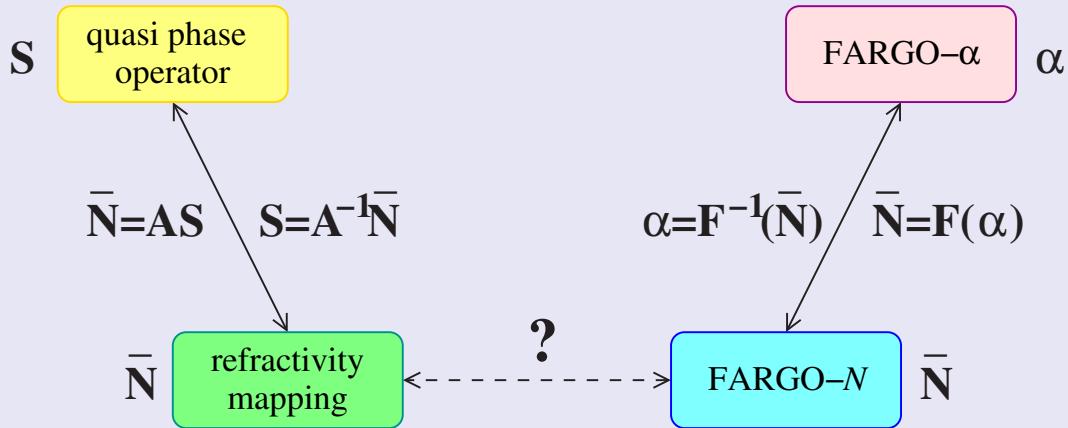 S
quasi phase
operator
FARGO–α
α
N̄=AS
S=A⁻¹N̄
α=F⁻¹(N̄)
N̄=F(α)
?
N̄
refractivity
mapping
FARGO–N
N̄